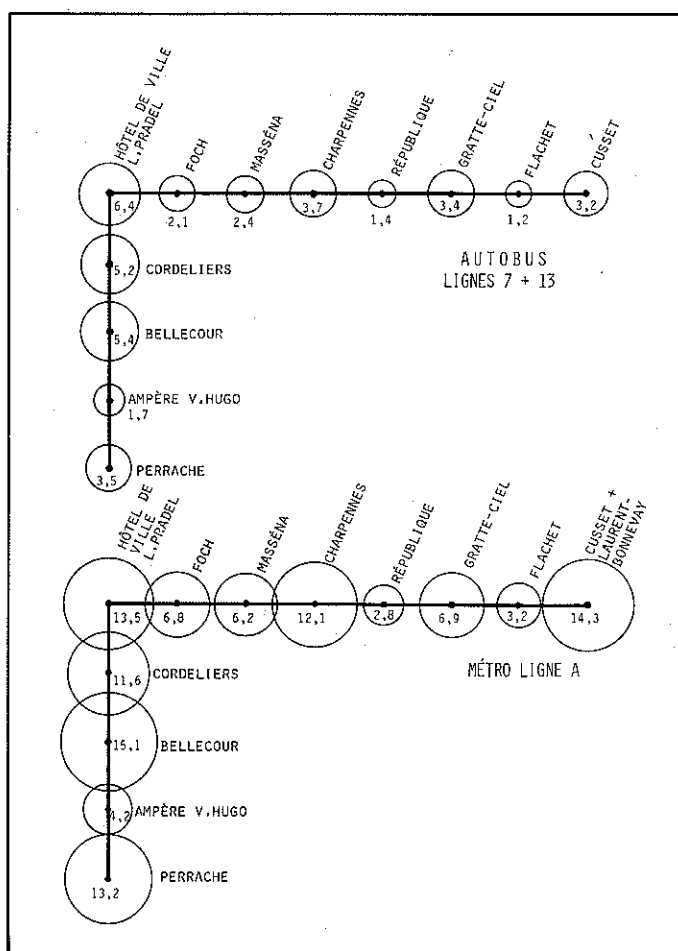 HÔTEL DE VILLE
L.PRADEL
FOCH
MASSÉNA
CHARPENNES
RÉPUBLIQUE
GRATTE-CIEL
FLACHET
CUSSET
6,4
2,1
2,4
3,7
1,4
3,4
1,2
3,2
AUTOBUS
LIGNES 7 + 13
5,2
CORDELIERS
5,4
BELLECOUR
AMPÈRE V.HUGO
1,7
3,5
PERRACHE
HÔTEL DE
VILLE
L.PRADEL
FOCH
MASSÉNA
CHARPENNES
RÉPUBLIQUE
GRATTE-CIEL
FLACHET
CUSSET +
LAURENT-
BONNEVAY
13,5
6,8
6,2
12,1
2,8
6,9
3,2
14,3
MÉTRO LIGNE A
11,6
CORDELIERS
15,1
BELLECOUR
4,2
AMPÈRE V.HUGO
13,2
PERRACHE